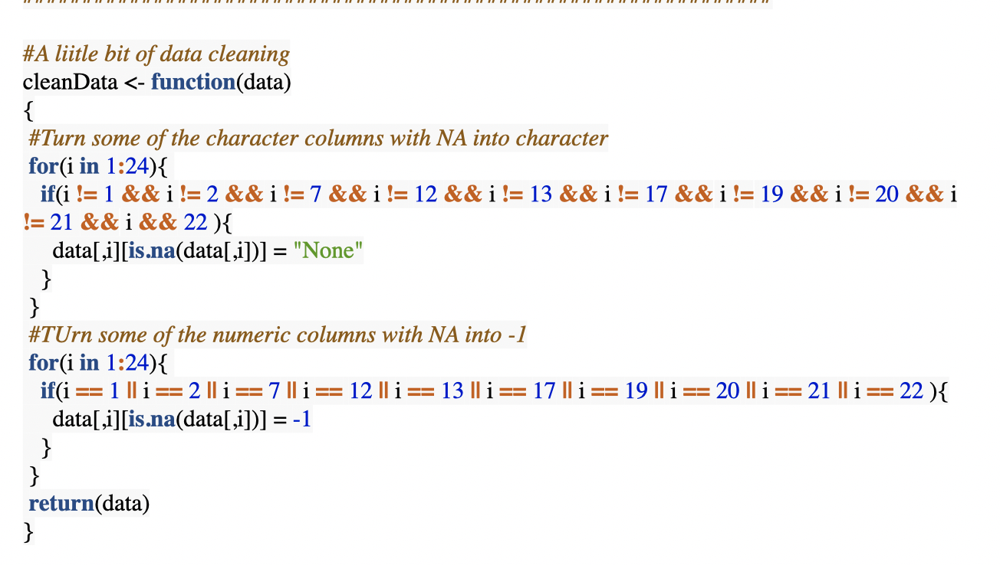 #A liitle bit of data cleaning
cleanData <- function(data)
{
#Turn some of the character columns with NA into character
for(i in 1:24){
if(i != 1 && i != 2 && i != 7 && i != 12 && i != 13 && i != 17 && i != 19 && i != 20 && i
!= 21 && i && 22 ){
data[,i][is.na(data[,i])] = "None"
}
}
#TUrn some of the numeric columns with NA into -1
for(i in 1:24){
if(i == 1 || i == 2 || i == 7 || i == 12 || i == 13 || i == 17 || i == 19 || i == 20 || i == 21 || i == 22 ){
data[,i][is.na(data[,i])] = -1
}
}
return(data)
}